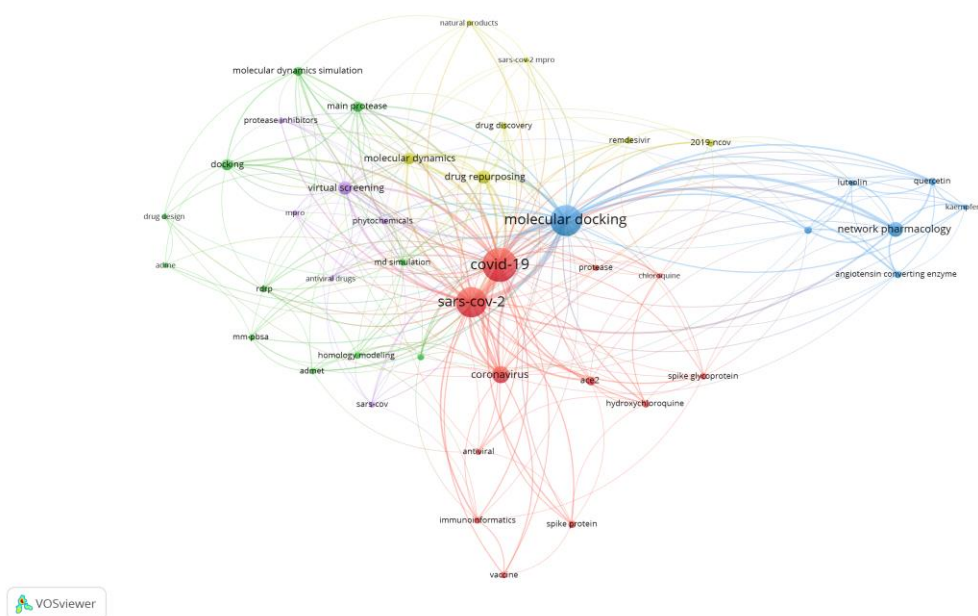 natural products
sars-cov-2 mpro
molecular dynamics simulation
main protease
protease inhibitors
drug discovery
remdesivir
2019-ncov
molecular dynamics
docking
drug repurposing
virtual screening
luteolin
quercetin
mpro
phytochemicals
molecular docking
kaempfer
drug design
network pharmacology
md simulation
covid-19
protease
adme
antiviral drugs
chloroquine
angiotensin converting enzyme
rdrp
sars-cov-2
mm-pbsa
homology modeling
admet
coronavirus
ace2
spike glycoprotein
sars-cov
hydroxychloroquine
antiviral
immunoinformatics
spike protein
vaccine
VOSviewer